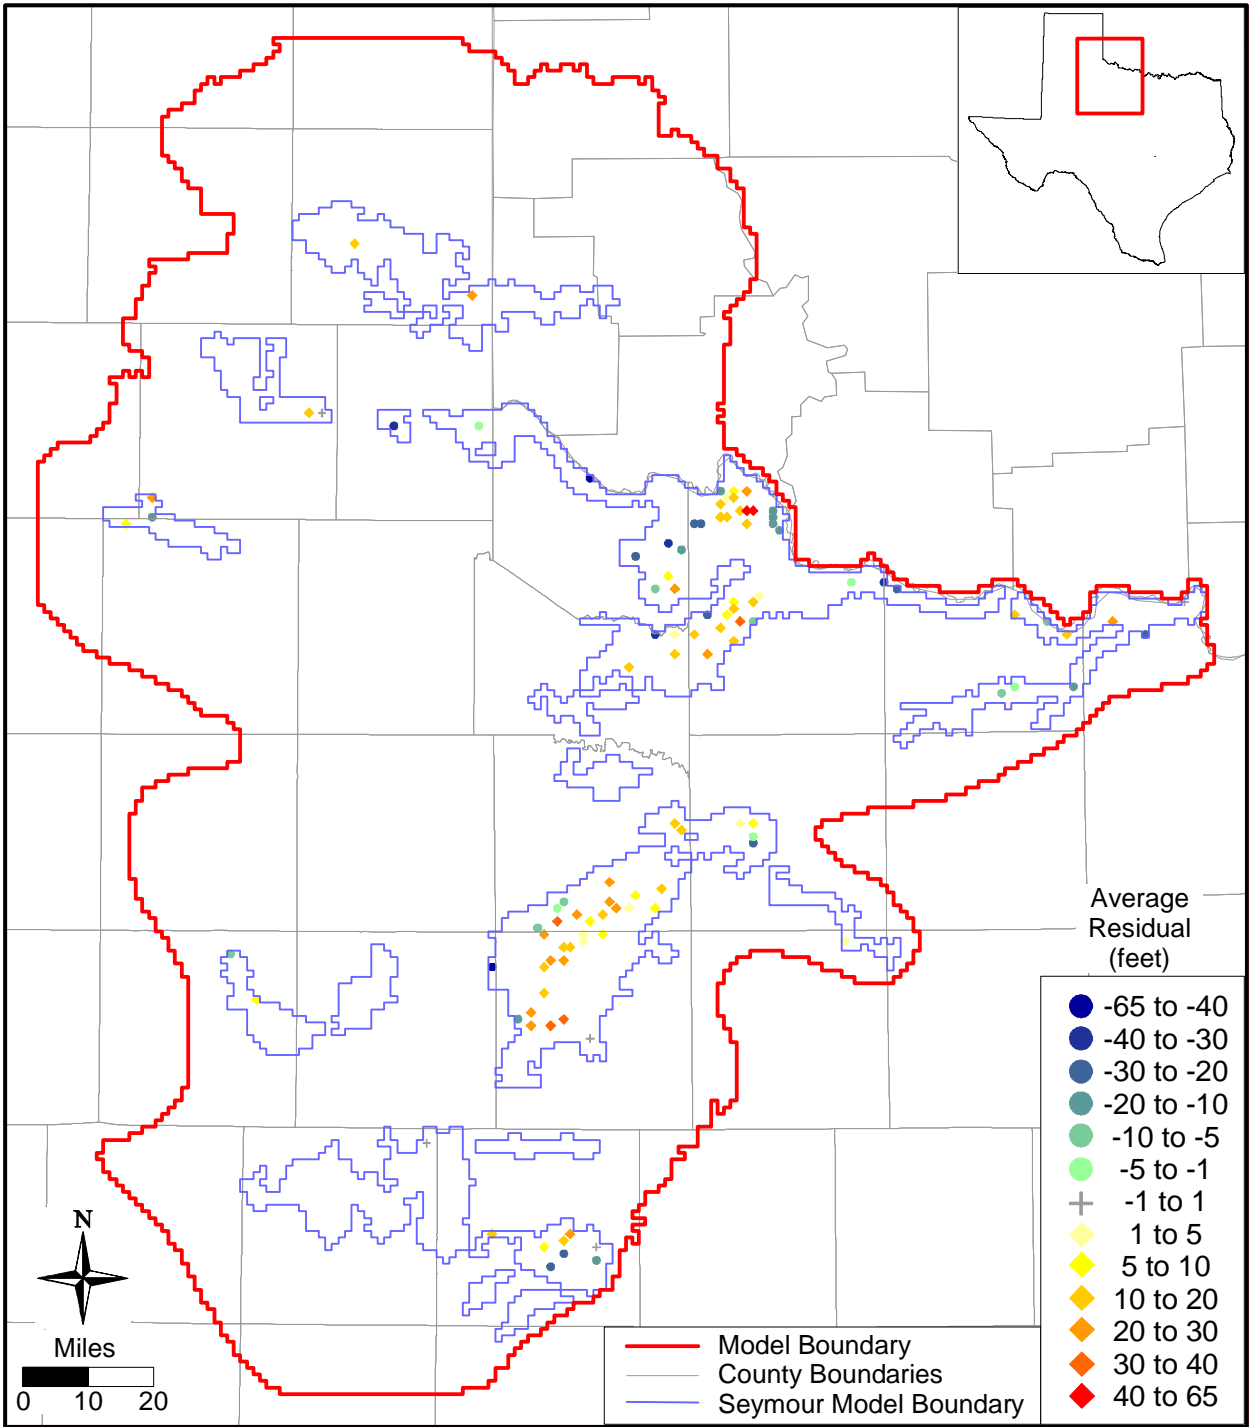 Average
Residual
(feet)
-65 to -40
-40 to -30
-30 to -20
-20 to -10
-10 to -5
-5 to -1
-1 to 1
1 to 5
5 to 10
10 to 20
20 to 30
30 to 40
40 to 65
N
Miles
0 10 20
Model Boundary
County Boundaries
Seymour Model Boundary